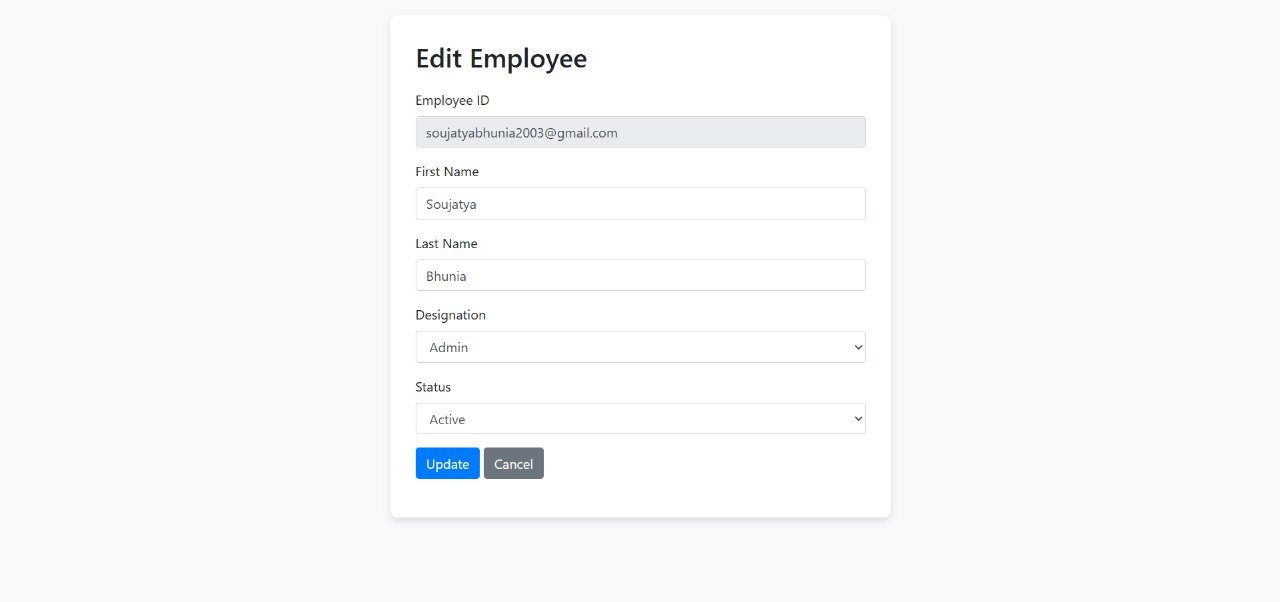 Edit Employee
Employee ID
soujatyabhunia2003@gmail.com
First Name
Soujatya
Last Name
Bhunia
Designation
Admin
Status
Active
Update Cancel